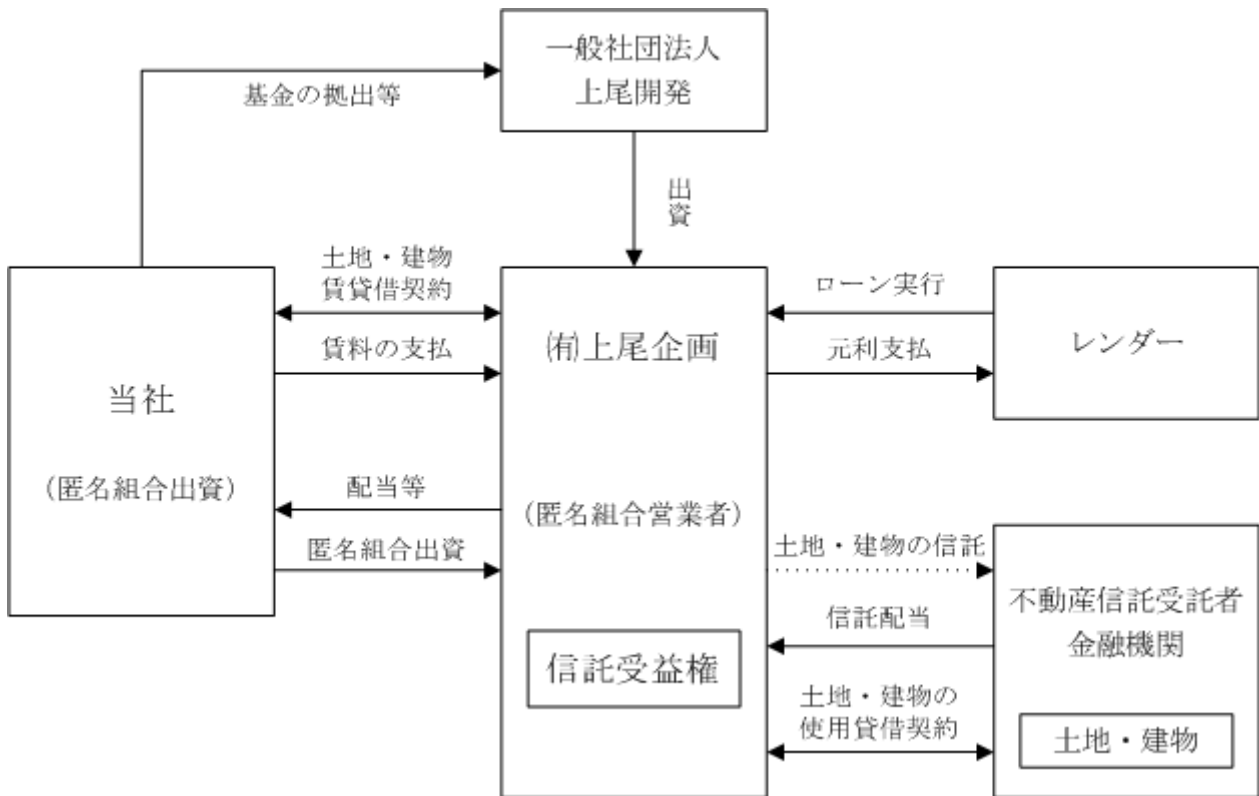 一般社団法人
上尾開発
基金の拠出等
出
資
土地・建物
賃貸借契約
賃料の支払
当社
(匿名組合出資)
配当等
匿名組合出資
㈲上尾企画
(匿名組合営業者)
信託受益権
ローン実行
元利支払
レンダー
土地・建物の信託
信託配当
土地・建物の
使用貸借契約
不動産信託受託者
金融機関
土地・建物